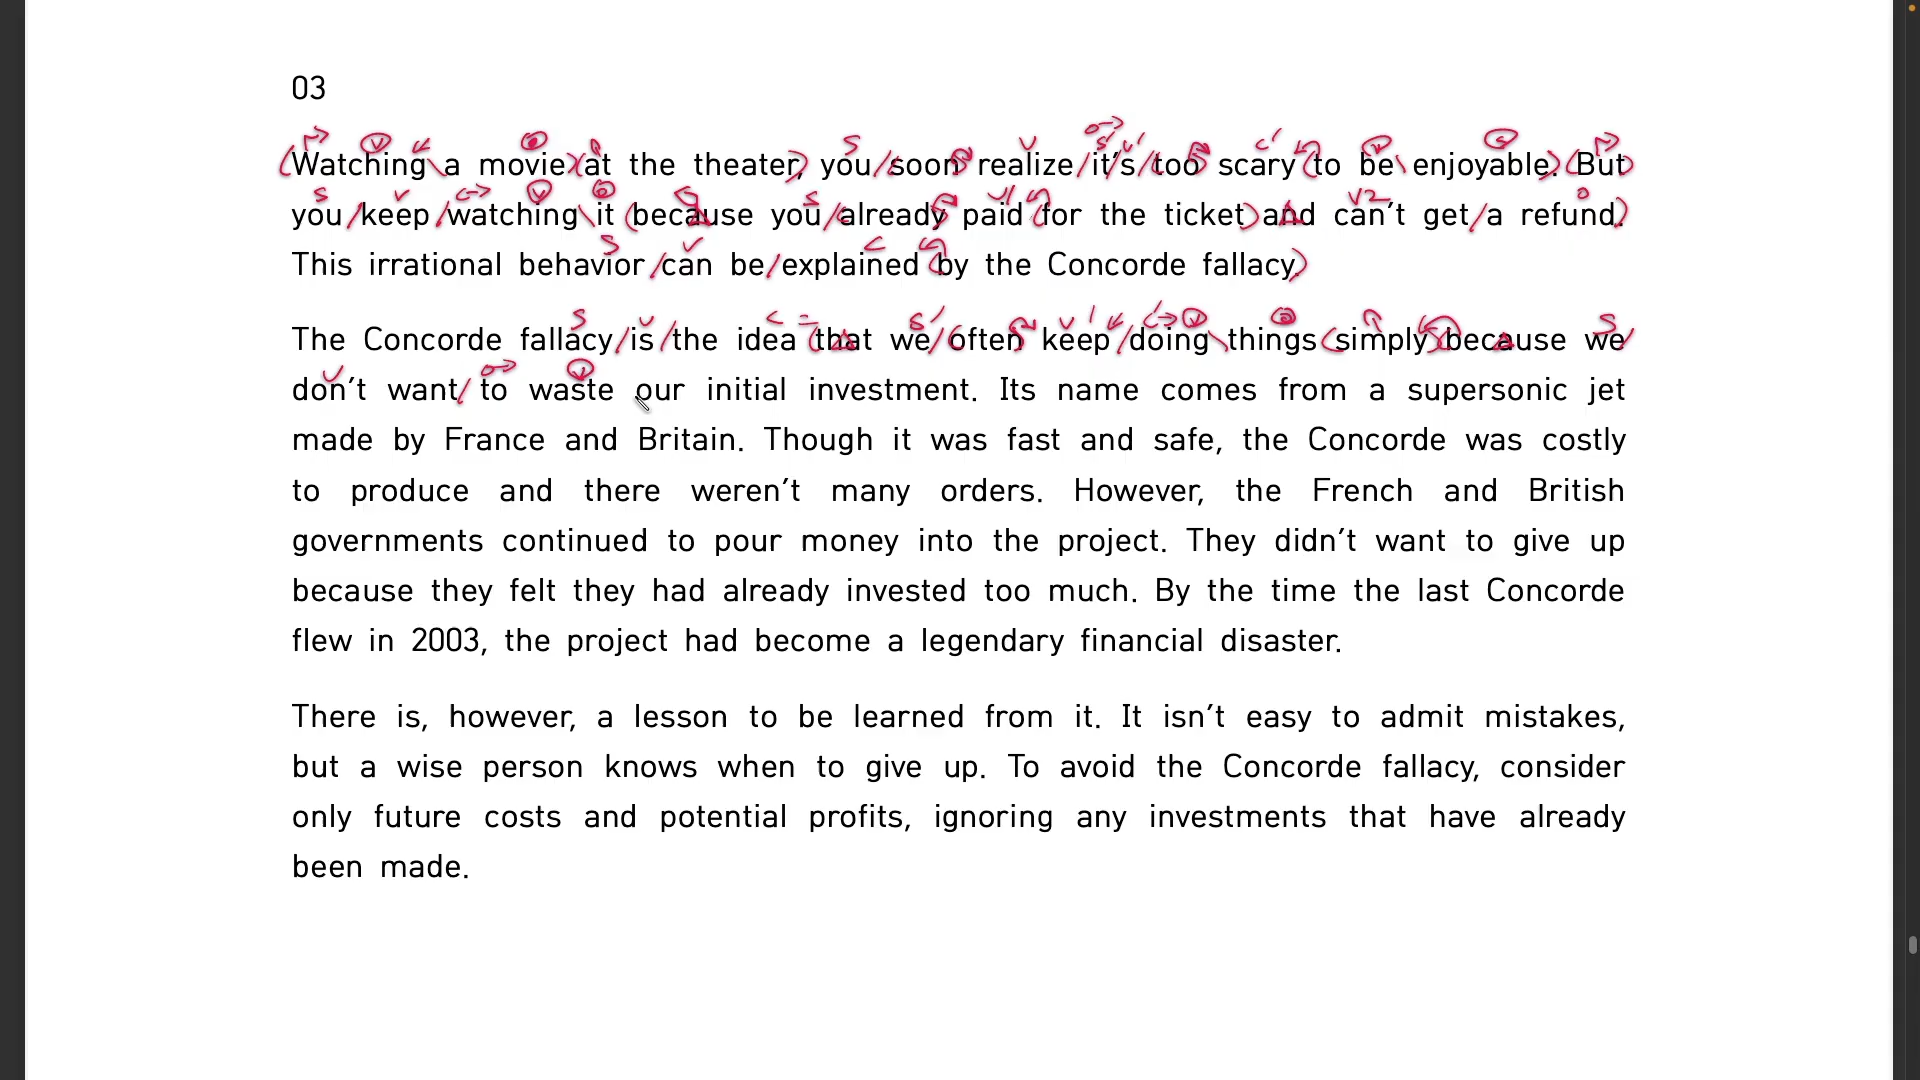 03
Watching a movie at the theater, you soon realize it's too scary to be enjoyable. But
you keep watching it because you already paid for the ticket and can't get a refund.
This irrational behavior can be explained by the Concorde fallacy.
The Concorde fallacy is the idea that we often keep doing things simply because we
don't want to waste our initial investment. Its name comes from a supersonic jet
made by France and Britain. Though it was fast and safe, the Concorde was costly
to produce and there weren't many orders. However, the French and British
governments continued to pour money into the project. They didn't want to give up
because they felt they had already invested too much. By the time the last Concorde
flew in 2003, the project had become a legendary financial disaster.
There is, however, a lesson to be learned from it. It isn't easy to admit mistakes,
but a wise person knows when to give up. To avoid the Concorde fallacy, consider
only future costs and potential profits, ignoring any investments that have already
been made.